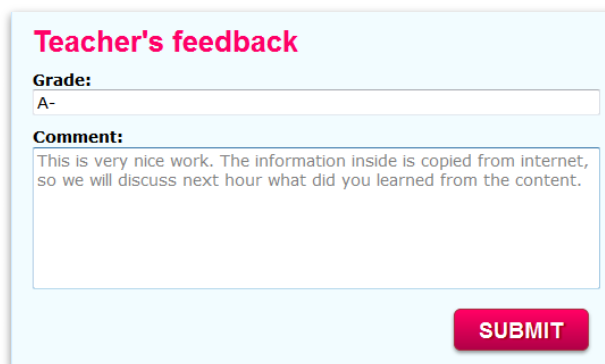 Teacher's feedback
Grade:
A-
Comment:
This is very nice work. The information inside is copied from internet,
so we will discuss next hour what did you learned from the content.
SUBMIT